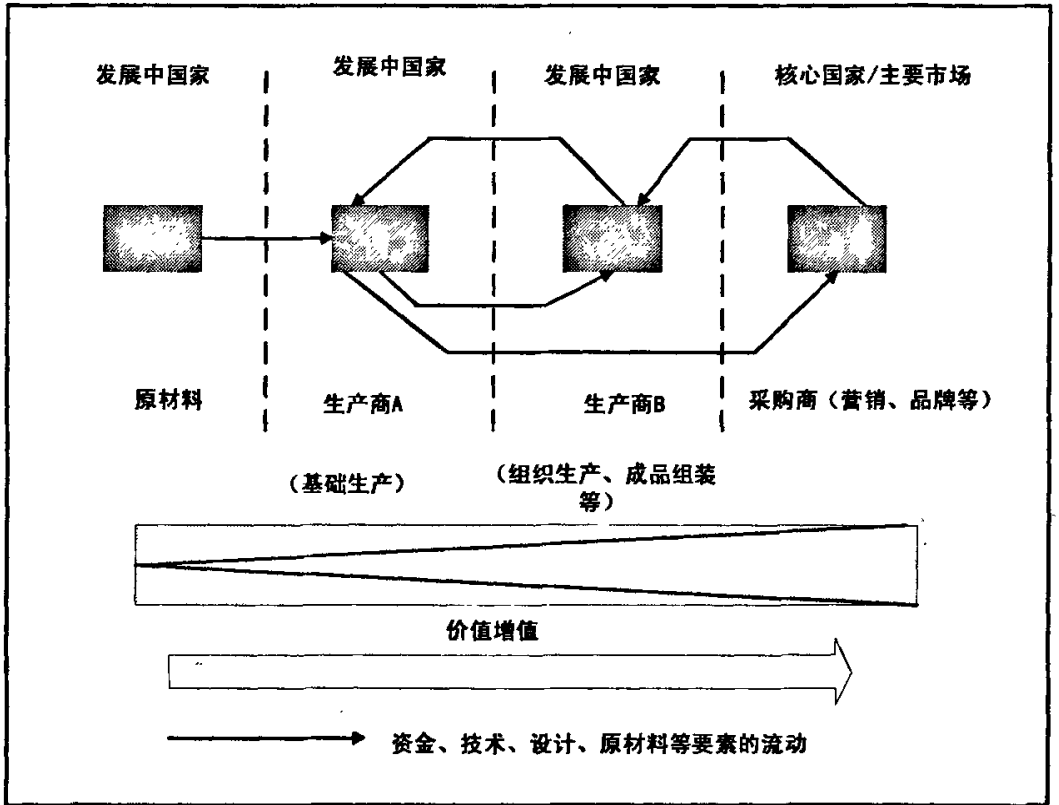 发展中国家
发展中国家
发展中国家
核心国家/主要市场
原材料
生产商A
生产商B
采购商(营销、品牌等)
(基础生产)
(组织生产、成品组装
等)
价值增值
资金、技术、设计、原材料等要素的流动